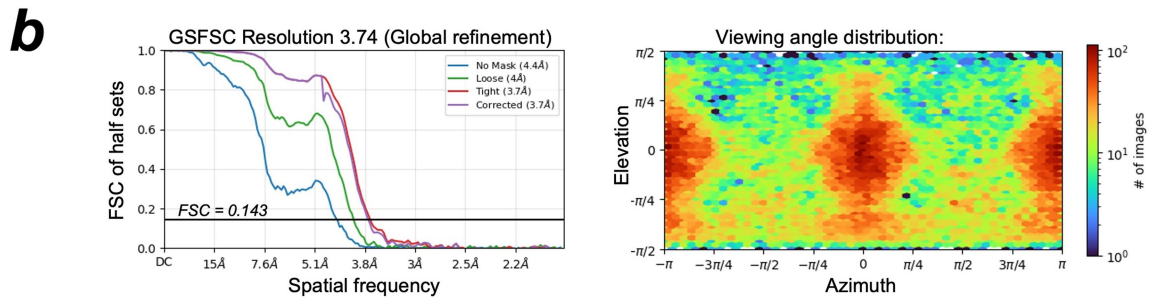 b
GSFSC Resolution 3.74 (Global refinement)
FSC of half sets
1.0
0.8
0.6
0.4
0.2
0.0
No Mask (4.4Å)
Loose (4Å)
Tight (3.7Å)
Corrected (3.7Å)
FSC = 0.143
DC 15Å 7.6Å 5.1Å 3.8Å 3Å 2.5Å 2.2Å
Spatial frequency
Viewing angle distribution:
Elevation
π/2
π/4
0
-π/4
-π/2
−π −3π/4 −π/2 −π/4 0 π/4 π/2 3π/4 π
Azimuth
10²
10¹
10⁰
# of images